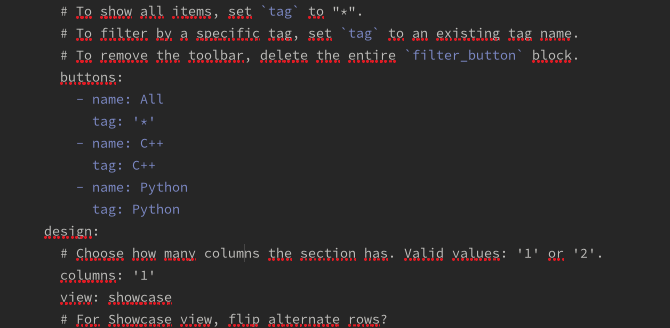 # To show all items, set `tag` to "*".
# To filter by a specific tag, set `tag` to an existing tag name.
# To remove the toolbar, delete the entire `filter_button` block.
buttons:
- name: All
tag: '*'
- name: C++
tag: C++
- name: Python
tag: Python
design:
# Choose how many columns the section has. Valid values: '1' or '2'.
columns: '1'
view: showcase
# For Showcase view, flip alternate rows?